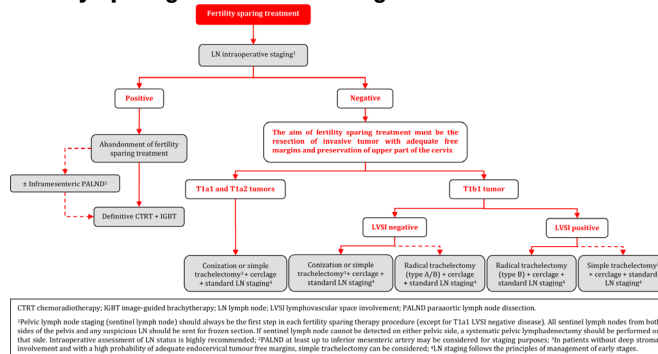 Fertility sparing treatment
LN intraoperative staging¹
Positive
Negative
Abandonment of fertility
sparing treatment
The aim of fertility sparing treatment must be the
resection of invasive tumor with adequate free
margins and preservation of upper part of the cervix
± Inframesenteric PALND²
Definitive CTRT + IGBT
T1a1 and T1a2 tumors
T1b1 tumor
LVSI negative
LVSI positive
Conization or simple
trachelectomy³ + cerclage
+ standard LN staging⁴
Conization or simple
trachelectomy³+ cerclage +
standard LN staging⁴
Radical trachelectomy
(type A/B) + cerclage
+ standard LN staging⁴
Radical trachelectomy
(type B) + cerclage +
standard LN staging⁴
Simple trachelectomy
+ cerclage + standard
LN staging⁴
CTRT chemoradiotherapy; IGBT image-guided brachytherapy; LN lymph node; LVSI lymphovascular space involvement; PALND paraaortic lymph node dissection.
¹Pelvic lymph node staging (sentinel lymph node) should always be the first step in each fertility sparing therapy procedure (except for T1a1 LVSI negative disease). All sentinel lymph nodes from both
sides of the pelvis and any suspicious LN should be sent for frozen section. If sentinel lymph node cannot be detected on either pelvic side, a systematic pelvic lymphadenectomy should be performed on
that side. Intraoperative assessment of LN status is highly recommended; ²PALND at least up to inferior mesenteric artery may be considered for staging purposes; ³In patients without deep stromal
involvement and with a high probability of adequate endocervical tumour free margins, simple trachelectomy can be considered; ⁴LN staging follows the principles of management of early stages.